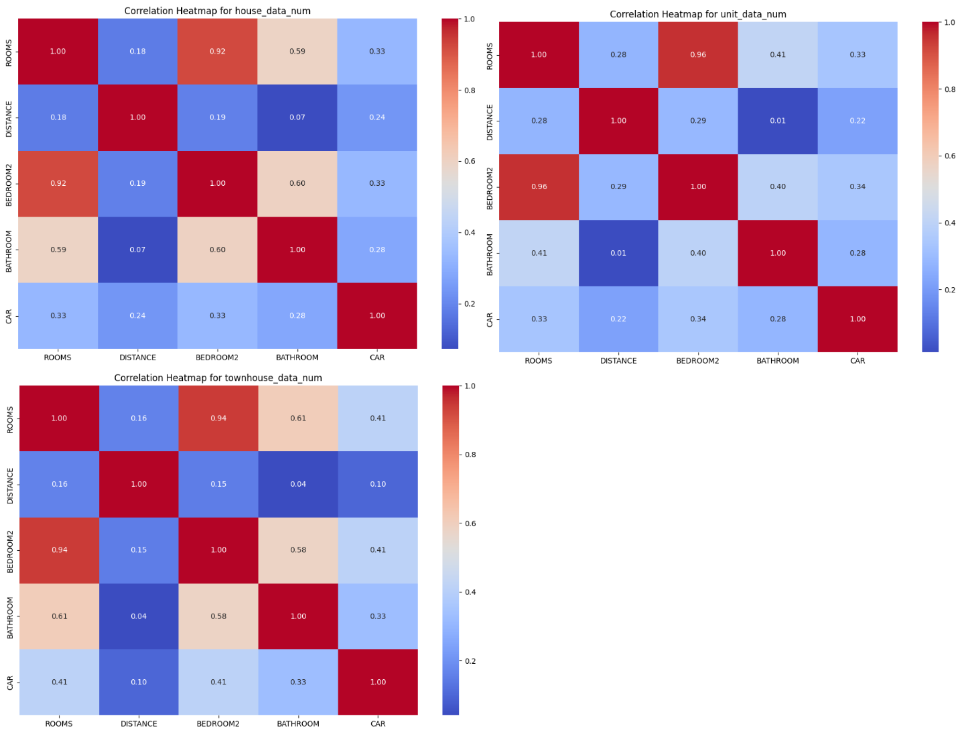 Correlation Heatmap for house_data_num
ROOMS 1.00 0.18 0.92 0.59 0.33
DISTANCE 0.18 1.00 0.19 0.07 0.24
BEDROOM2 0.92 0.19 1.00 0.60 0.33
BATHROOM 0.59 0.07 0.60 1.00 0.28
CAR 0.33 0.24 0.33 0.28 1.00
ROOMS DISTANCE BEDROOM2 BATHROOM CAR
1.0
0.8
0.6
0.4
0.2
Correlation Heatmap for unit_data_num
ROOMS 1.00 0.28 0.96 0.41 0.33
DISTANCE 0.28 1.00 0.29 0.01 0.22
BEDROOM2 0.96 0.29 1.00 0.40 0.34
BATHROOM 0.41 0.01 0.40 1.00 0.28
CAR 0.33 0.22 0.34 0.28 1.00
ROOMS DISTANCE BEDROOM2 BATHROOM CAR
1.0
0.8
0.6
0.4
0.2
Correlation Heatmap for townhouse_data_num
ROOMS 1.00 0.16 0.94 0.61 0.41
DISTANCE 0.16 1.00 0.15 0.04 0.10
BEDROOM2 0.94 0.15 1.00 0.58 0.41
BATHROOM 0.61 0.04 0.58 1.00 0.33
CAR 0.41 0.10 0.41 0.33 1.00
ROOMS DISTANCE BEDROOM2 BATHROOM CAR
1.0
0.8
0.6
0.4
0.2